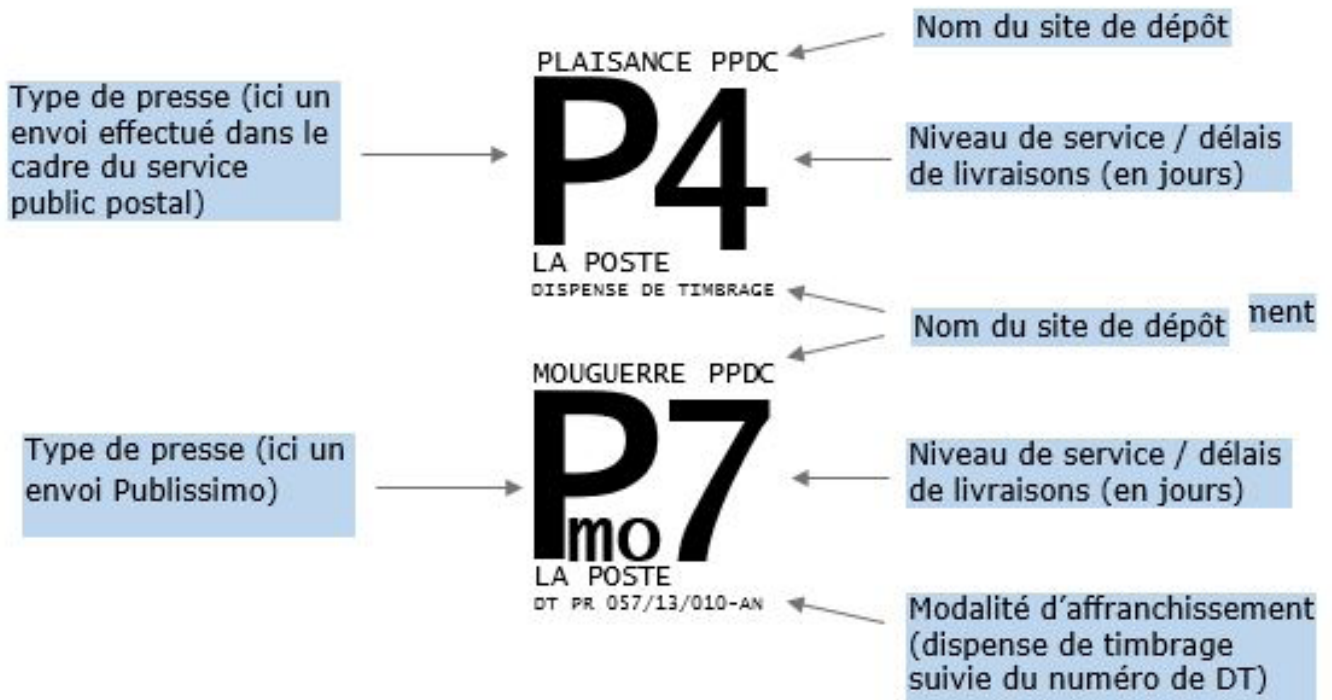 Nom du site de dépôt
PLAISANCE PPDC
Type de presse (ici un
envoi effectué dans le
cadre du service
public postal)
P4
Niveau de service / délais
de livraisons (en jours)
LA POSTE
DISPENSE DE TIMBRAGE
Nom du site de dépôt
MOUGUERRE PPDC
Type de presse (ici un
envoi Publissimo)
Pmo7
Niveau de service / délais
de livraisons (en jours)
LA POSTE
DT PR 057/13/010-AN
Modalité d'affranchissement
(dispense de timbrage
suivie du numéro de DT)